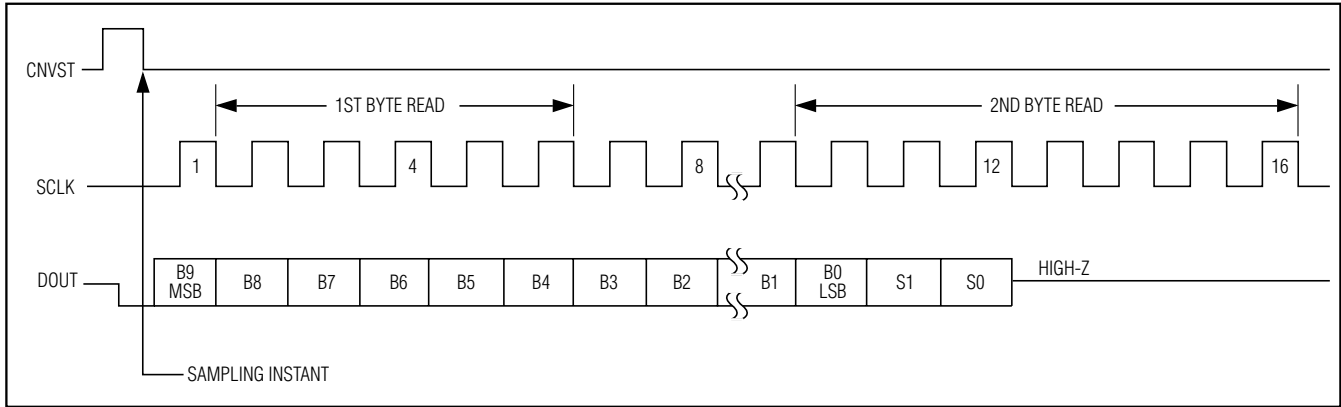 CNVST
1ST BYTE READ
2ND BYTE READ
1
4
8
12
16
SCLK
DOUT
B9
MSB
B8
B7
B6
B5
B4
B3
B2
B1
B0
LSB
S1
S0
HIGH-Z
SAMPLING INSTANT